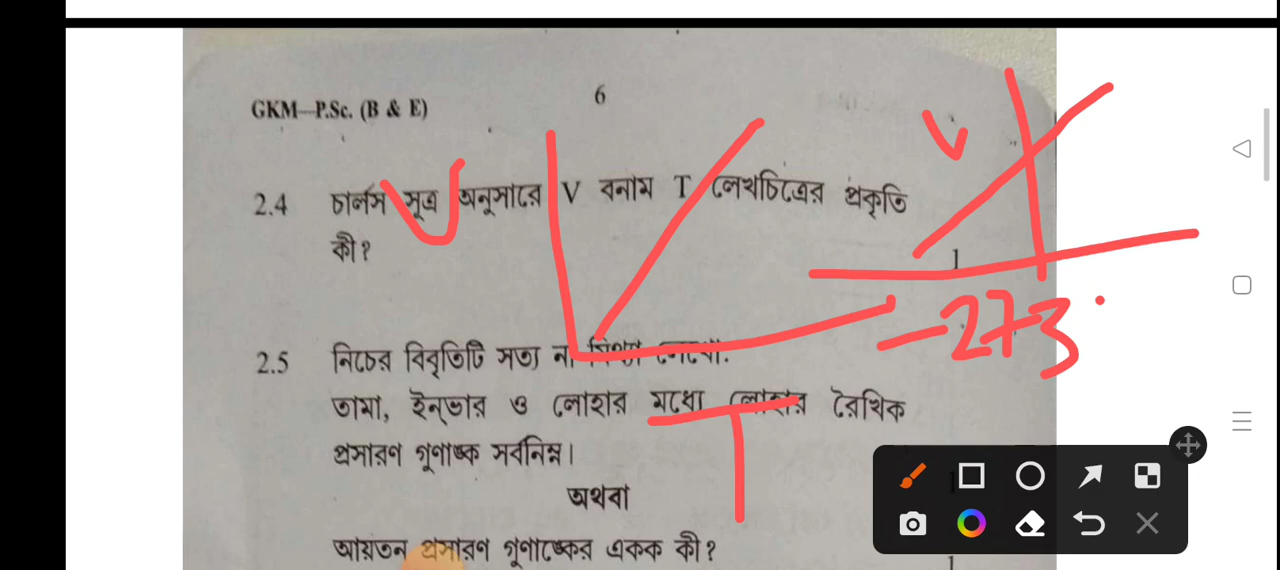 6
GKM—P.Sc. (B & E)
2.4 চার্লস সূত্র অনুসারে V বনাম T লেখচিত্রের প্রকৃতি
কী? 1
V V
-273
2.5 নিচের বিবৃতিটি সত্য না মিথ্যা লেখো:
তামা, ইন্‌ভার ও লোহার মধ্যে লোহার রৈখিক
প্রসারণ গুণাঙ্ক সর্বনিম্ন।
T
অথবা
আয়তন প্রসারণ গুণাঙ্কের একক কী? 1